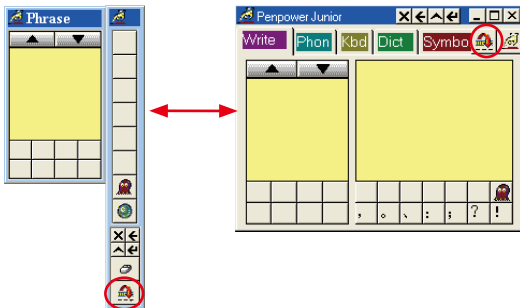 Phrase
Penpower Junior
Write Phon Kbd Dict Symbo
, 。 、 : ; ? !